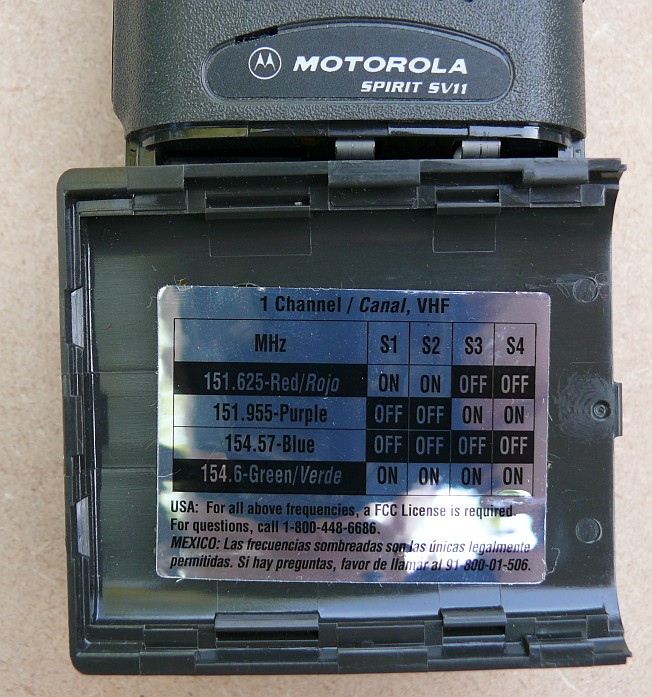 MOTOROLA
SPIRIT SV11
1 Channel / Canal, VHF
MHz S1 S2 S3 S4
151.625-Red/Rojo ON ON OFF OFF
151.955-Purple OFF OFF ON ON
154.57-Blue OFF OFF OFF OFF
154.6-Green/Verde ON ON ON ON
USA: For all above frequencies, a FCC License is required.
For questions, call 1-800-448-6686.
MEXICO: Las frecuencias sombreadas son las únicas legalmente
permitidas. Si hay preguntas, favor de llamar al 91-800-01-506.